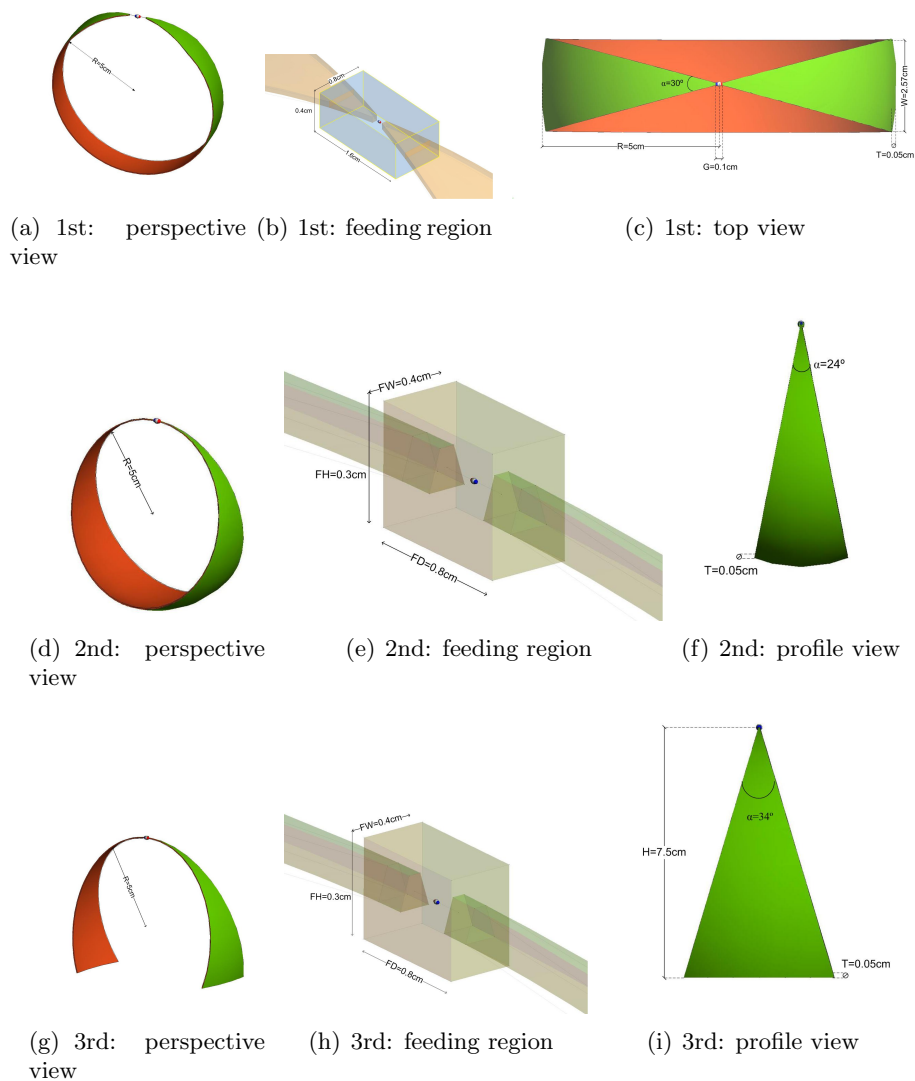 R=5cm
0.8cm
0.4cm
1.6cm
α=30º
W=2.57cm
R=5cm
G=0.1cm
T=0.05cm
(a) 1st: perspective view
(b) 1st: feeding region
(c) 1st: top view
R=5cm
FW=0.4cm
FH=0.3cm
FD=0.8cm
α=24º
T=0.05cm
(d) 2nd: perspective view
(e) 2nd: feeding region
(f) 2nd: profile view
R=5cm
FW=0.4cm
FH=0.3cm
FD=0.8cm
H=7.5cm
α=34º
T=0.05cm
(g) 3rd: perspective view
(h) 3rd: feeding region
(i) 3rd: profile view